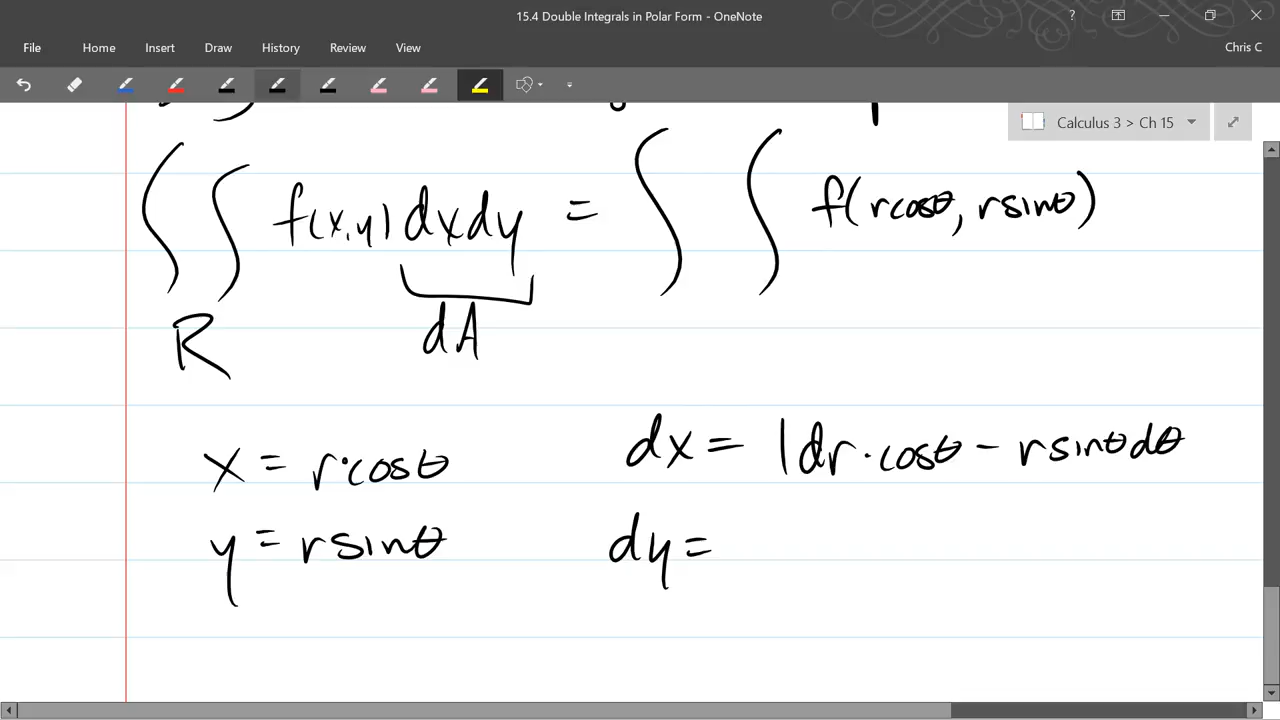 15.4 Double Integrals in Polar Form - OneNote
?
File Home Insert Draw History Review View Chris C
Calculus 3 > Ch 15
∫∫ f(x,y) dxdy = ∫ ∫ f(rcosθ, rsinθ)
R
dA
x = r·cosθ
dx = 1dr·cosθ - rsinθdθ
y = rsinθ
dy =